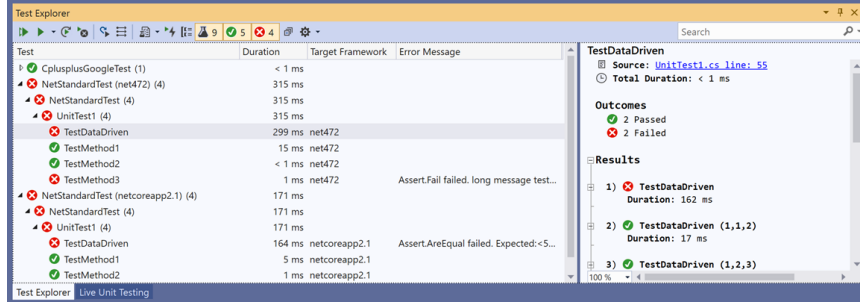 Test Explorer
9 5 4
Search
Test Duration Target Framework Error Message
CplusplusGoogleTest (1) < 1 ms
NetStandardTest (net472) (4) 315 ms
NetStandardTest (4) 315 ms
UnitTest1 (4) 315 ms
TestDataDriven 299 ms net472
TestMethod1 15 ms net472
TestMethod2 < 1 ms net472
TestMethod3 1 ms net472 Assert.Fail failed. long message test...
NetStandardTest (netcoreapp2.1) (4) 171 ms
NetStandardTest (4) 171 ms
UnitTest1 (4) 171 ms
TestDataDriven 164 ms netcoreapp2.1 Assert.AreEqual failed. Expected:<5...
TestMethod1 5 ms netcoreapp2.1
TestMethod2 1 ms netcoreapp2.1
TestDataDriven
Source: UnitTest1.cs line: 55
Total Duration: < 1 ms
Outcomes
2 Passed
2 Failed
Results
1) TestDataDriven
Duration: 162 ms
2) TestDataDriven (1,1,2)
Duration: 17 ms
3) TestDataDriven (1,2,3)
100 %
Test Explorer Live Unit Testing